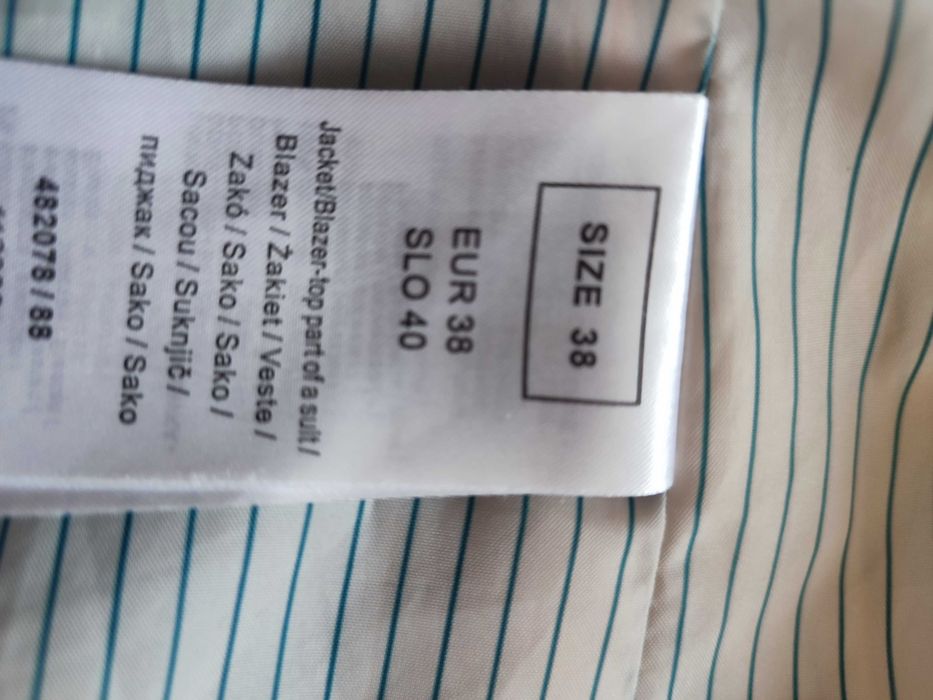 SIZE 38
EUR 38
SLO 40
Jacket/Blazer-top part of a suit /
Blazer / Żakiet / Veste /
Zakó / Sako / Sako /
Sacou / Suknjič /
пиджак / Sako / Sako
482078 / 88